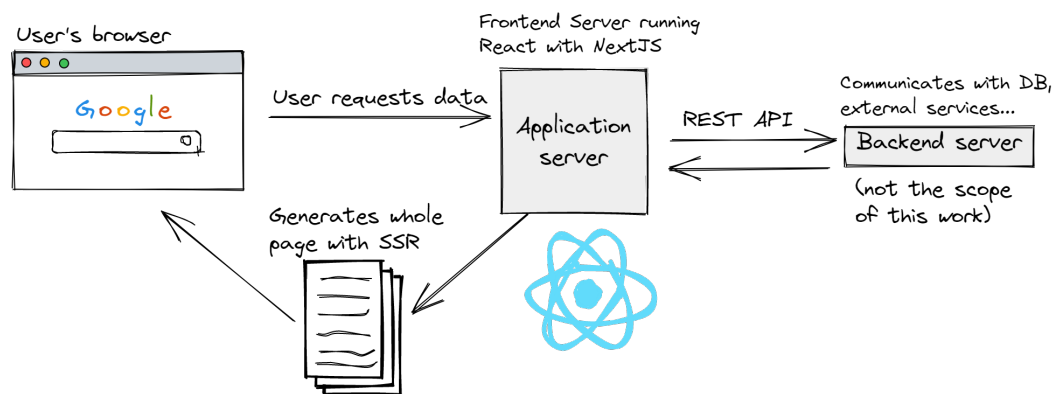 User's browser
Google
User requests data
Frontend Server running
React with NextJS
Application
server
REST API
Communicates with DB,
external services...
Backend server
(not the scope
of this work)
Generates whole
page with SSR